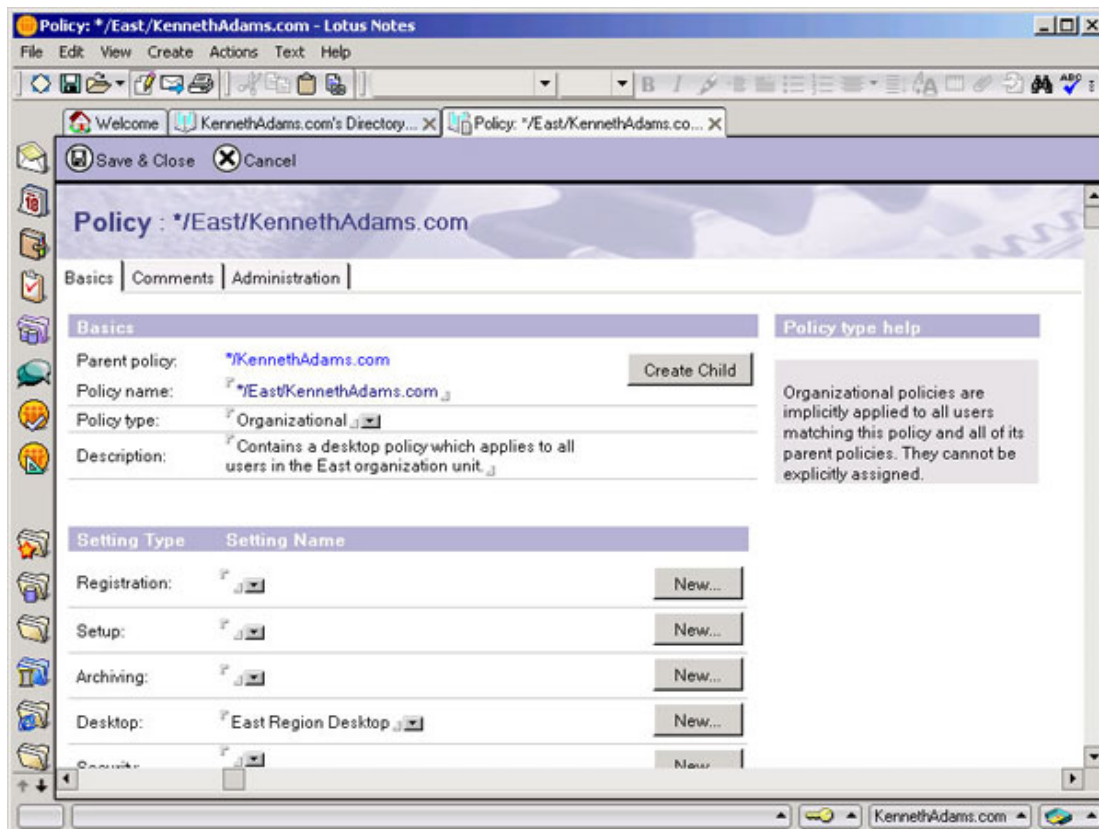 Policy: */East/KennethAdams.com - Lotus Notes
File Edit View Create Actions Text Help
Welcome KennethAdams.com's Directory... Policy: */East/KennethAdams.co...
Save & Close Cancel
Policy : */East/KennethAdams.com
Basics Comments Administration
Basics
Parent policy: */KennethAdams.com
Create Child
Policy name: */East/KennethAdams.com
Policy type: Organizational
Description: Contains a desktop policy which applies to all
users in the East organization unit.
Policy type help
Organizational policies are
implicitly applied to all users
matching this policy and all of its
parent policies. They cannot be
explicitly assigned.
Setting Type Setting Name
Registration: New...
Setup: New...
Archiving: New...
Desktop: East Region Desktop New...
Security: New...
KennethAdams.com